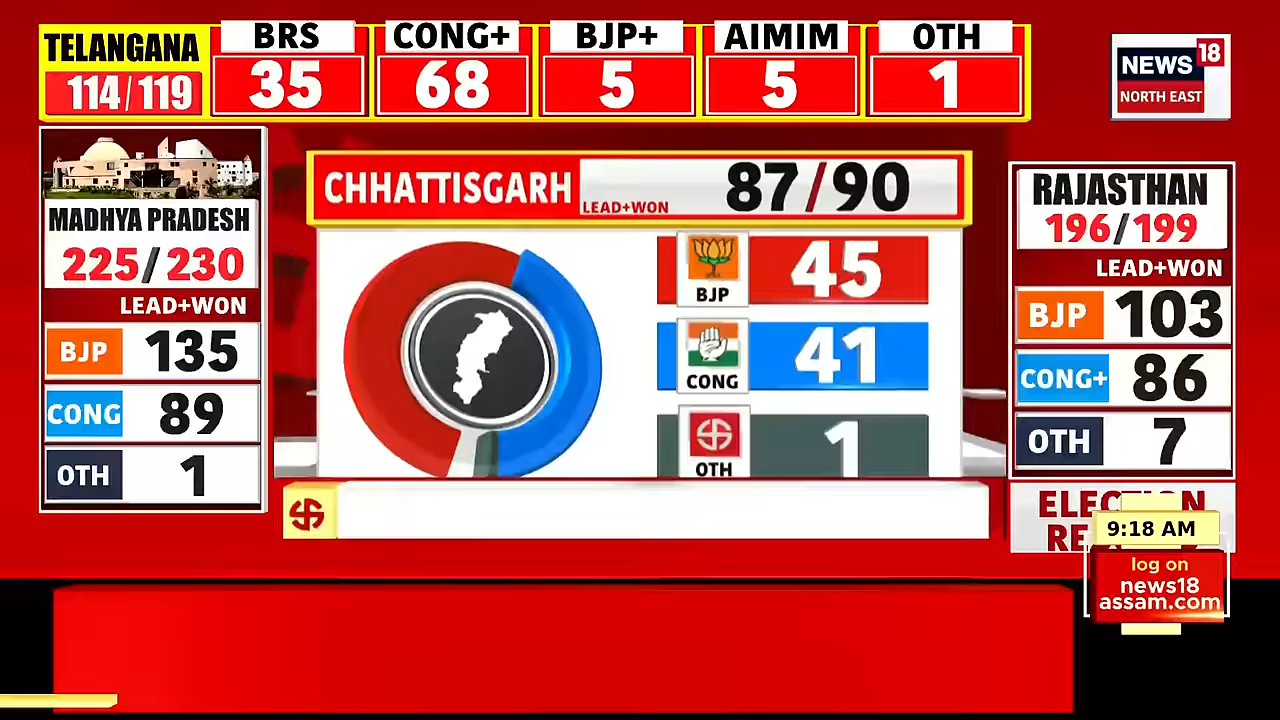 TELANGANA
114/119
BRS
35
CONG+
68
BJP+
5
AIMIM
5
OTH
1
NEWS 18
NORTH EAST
MADHYA PRADESH
225/230
LEAD+WON
BJP 135
CONG 89
OTH 1
CHHATTISGARH
LEAD+WON
87/90
BJP
45
CONG
41
OTH
1
RAJASTHAN
196/199
LEAD+WON
BJP 103
CONG+ 86
OTH 7
9:18 AM
log on
news18
assam.com